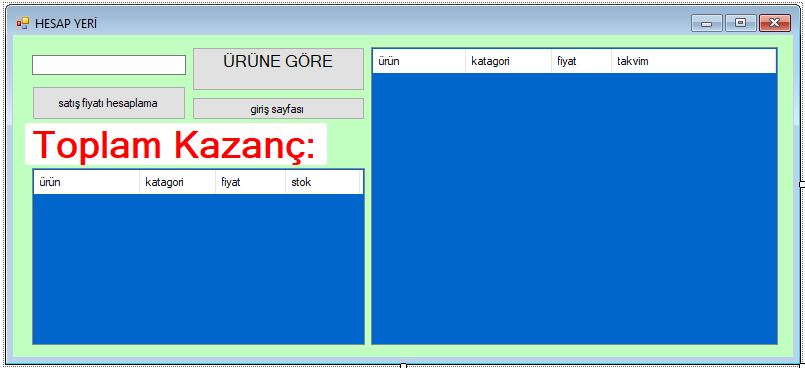 HESAP YERİ
ÜRÜNE GÖRE
satış fiyatı hesaplama
giriş sayfası
Toplam Kazanç:
ürün katagori fiyat stok
ürün katagori fiyat takvim